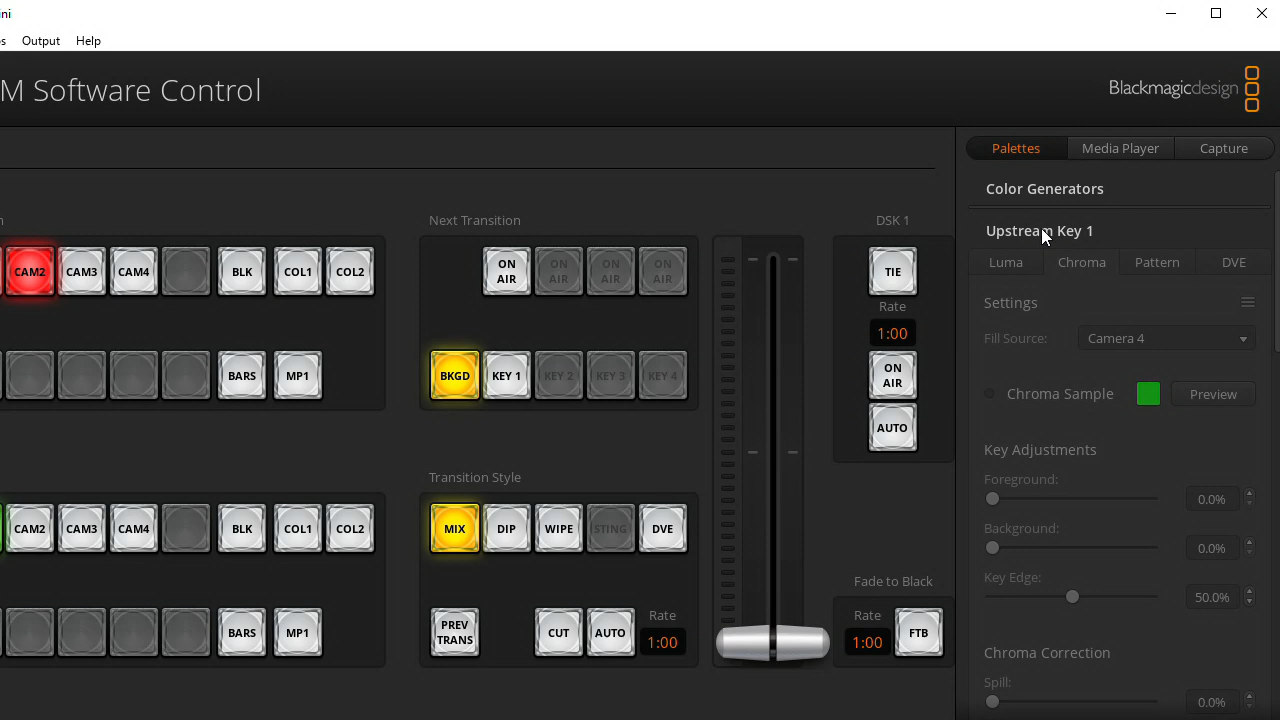 ni
s
Output
Help
M Software Control
Blackmagicdesign
Palettes
Media Player
Capture
Color Generators
Upstream Key 1
Luma
Chroma
Pattern
DVE
Settings
Fill Source:
Camera 4
Chroma Sample
Preview
Key Adjustments
Foreground:
0.0%
Background:
0.0%
Key Edge:
50.0%
Chroma Correction
Spill:
0.0%
m
CAM2
CAM3
CAM4
BLK
COL1
COL2
BARS
MP1
Next Transition
ON AIR
ON AIR
ON AIR
ON AIR
BKGD
KEY 1
KEY 2
KEY 3
KEY 4
DSK 1
TIE
Rate
1:00
ON AIR
AUTO
CAM2
CAM3
CAM4
BLK
COL1
COL2
BARS
MP1
Transition Style
MIX
DIP
WIPE
STING
DVE
PREV TRANS
CUT
AUTO
Rate
1:00
Fade to Black
Rate
1:00
FTB